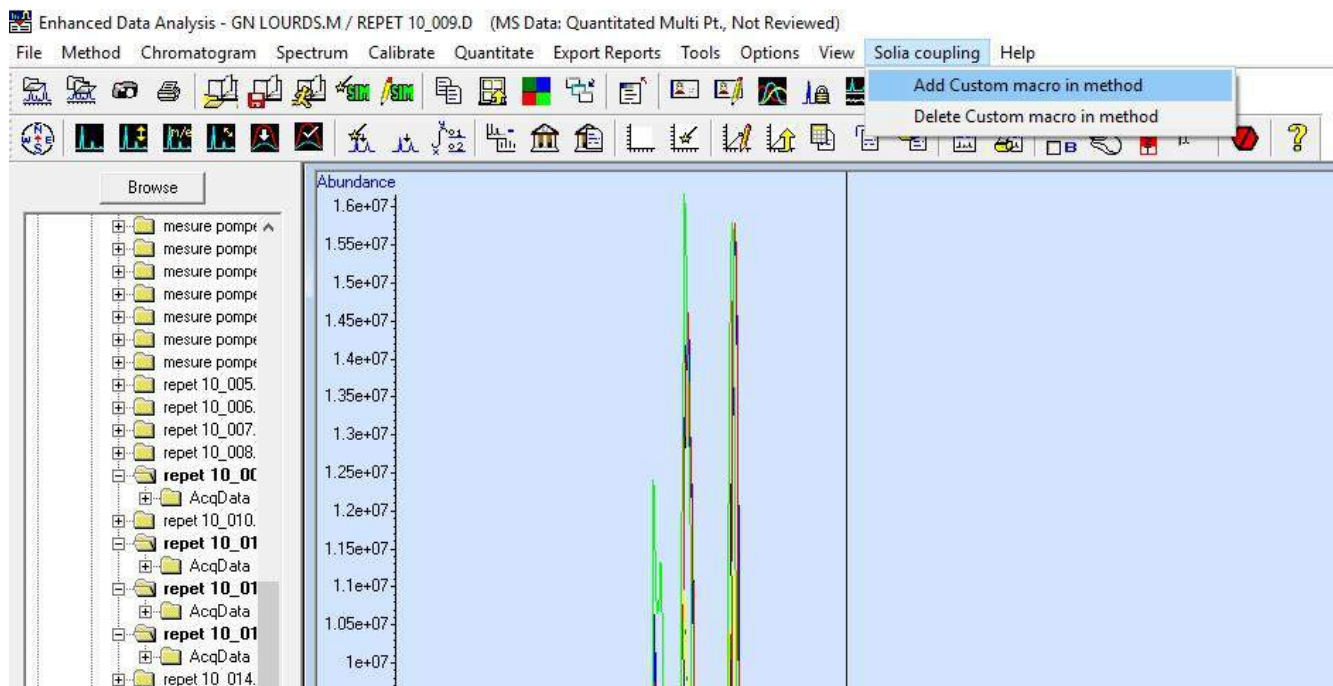 Enhanced Data Analysis - GN LOURDS.M / REPET 10_009.D (MS Data: Quantitated Multi Pt., Not Reviewed)
File Method Chromatogram Spectrum Calibrate Quantitate Export Reports Tools Options View Solia coupling Help
Add Custom macro in method
Delete Custom macro in method
Browse
mesure pompe
mesure pompe
mesure pompe
mesure pompe
mesure pompe
mesure pompe
mesure pompe
repet 10_005.
repet 10_006.
repet 10_007.
repet 10_008.
repet 10_00
AcqData
repet 10_010.
repet 10_01
AcqData
repet 10_01
AcqData
repet 10_01
AcqData
repet 10_014.
Abundance
1.6e+07
1.55e+07
1.5e+07
1.45e+07
1.4e+07
1.35e+07
1.3e+07
1.25e+07
1.2e+07
1.15e+07
1.1e+07
1.05e+07
1e+07